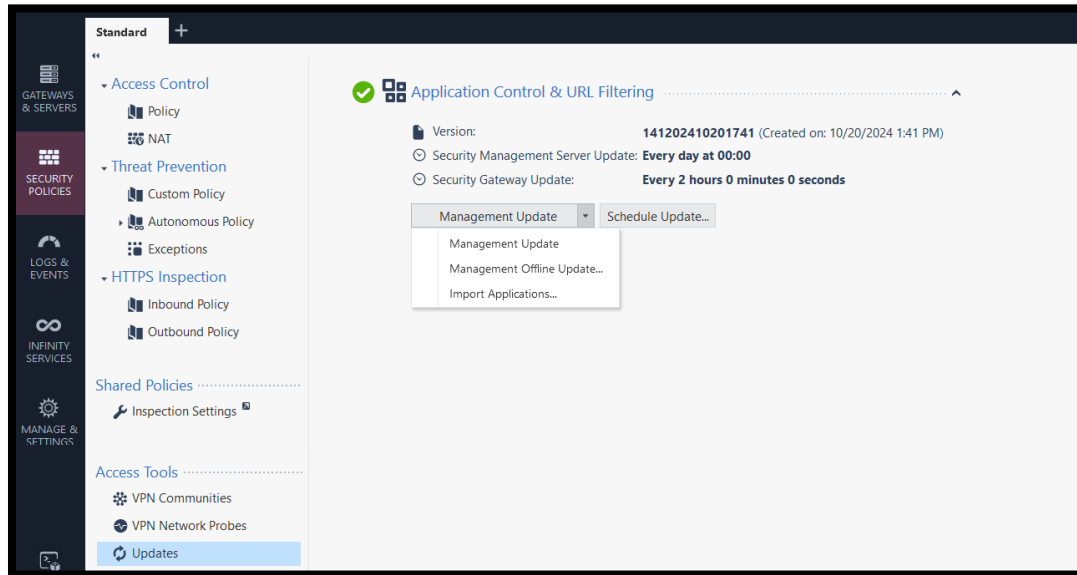 Standard
GATEWAYS
& SERVERS
SECURITY
POLICIES
LOGS &
EVENTS
INFINITY
SERVICES
MANAGE &
SETTINGS
Access Control
Policy
NAT
Threat Prevention
Custom Policy
Autonomous Policy
Exceptions
HTTPS Inspection
Inbound Policy
Outbound Policy
Shared Policies
Inspection Settings
Access Tools
VPN Communities
VPN Network Probes
Updates
Application Control & URL Filtering
Version: 141202410201741 (Created on: 10/20/2024 1:41 PM)
Security Management Server Update: Every day at 00:00
Security Gateway Update: Every 2 hours 0 minutes 0 seconds
Management Update Schedule Update...
Management Update
Management Offline Update...
Import Applications...